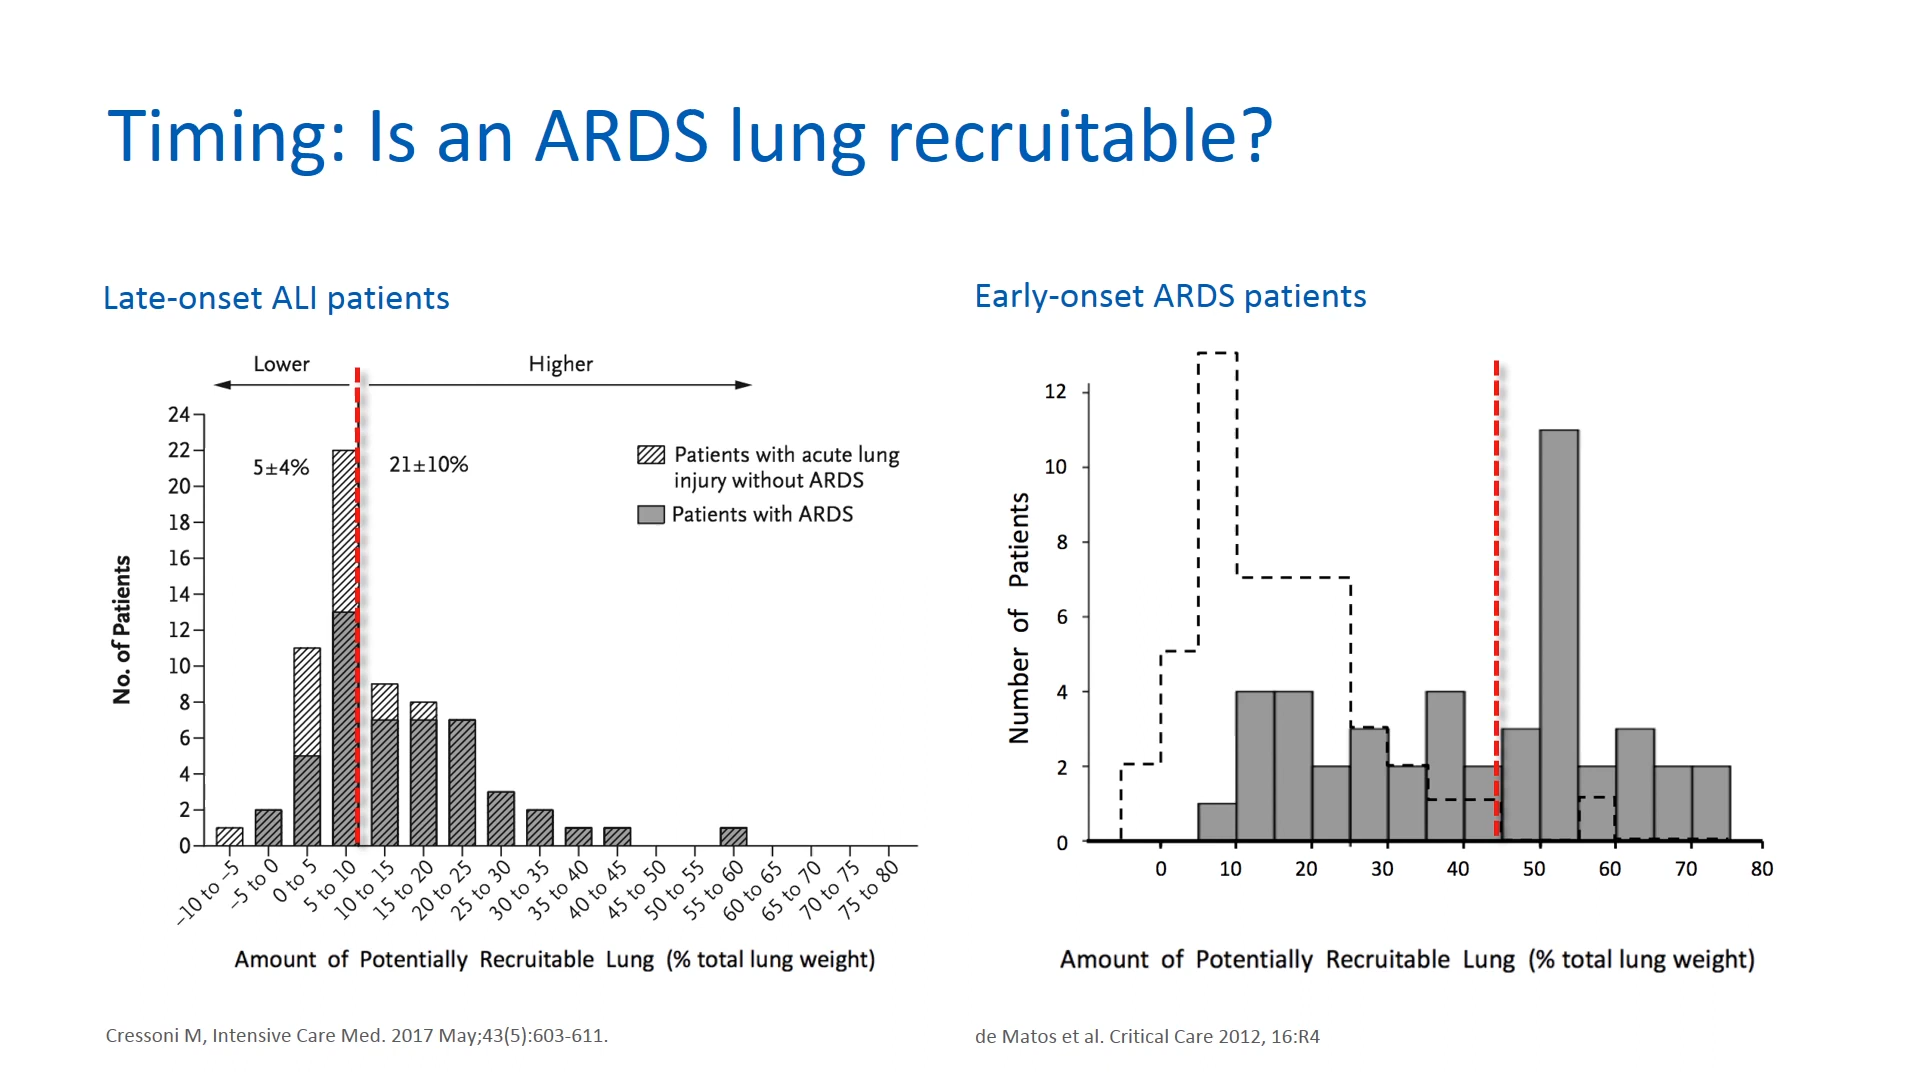 Timing: Is an ARDS lung recruitable?
Late-onset ALI patients
Lower
Higher
24
22
20
18
16
14
12
10
8
6
4
2
0
5±4%
21±10%
Patients with acute lung
injury without ARDS
Patients with ARDS
No. of Patients
–10 to –5
–5 to 0
0 to 5
5 to 10
10 to 15
15 to 20
20 to 25
25 to 30
30 to 35
35 to 40
40 to 45
45 to 50
50 to 55
55 to 60
60 to 65
65 to 70
70 to 75
75 to 80
Amount of Potentially Recruitable Lung (% total lung weight)
Cressoni M, Intensive Care Med. 2017 May;43(5):603-611.
Early-onset ARDS patients
12
10
8
6
4
2
0
Number of Patients
0 10 20 30 40 50 60 70 80
Amount of Potentially Recruitable Lung (% total lung weight)
de Matos et al. Critical Care 2012, 16:R4